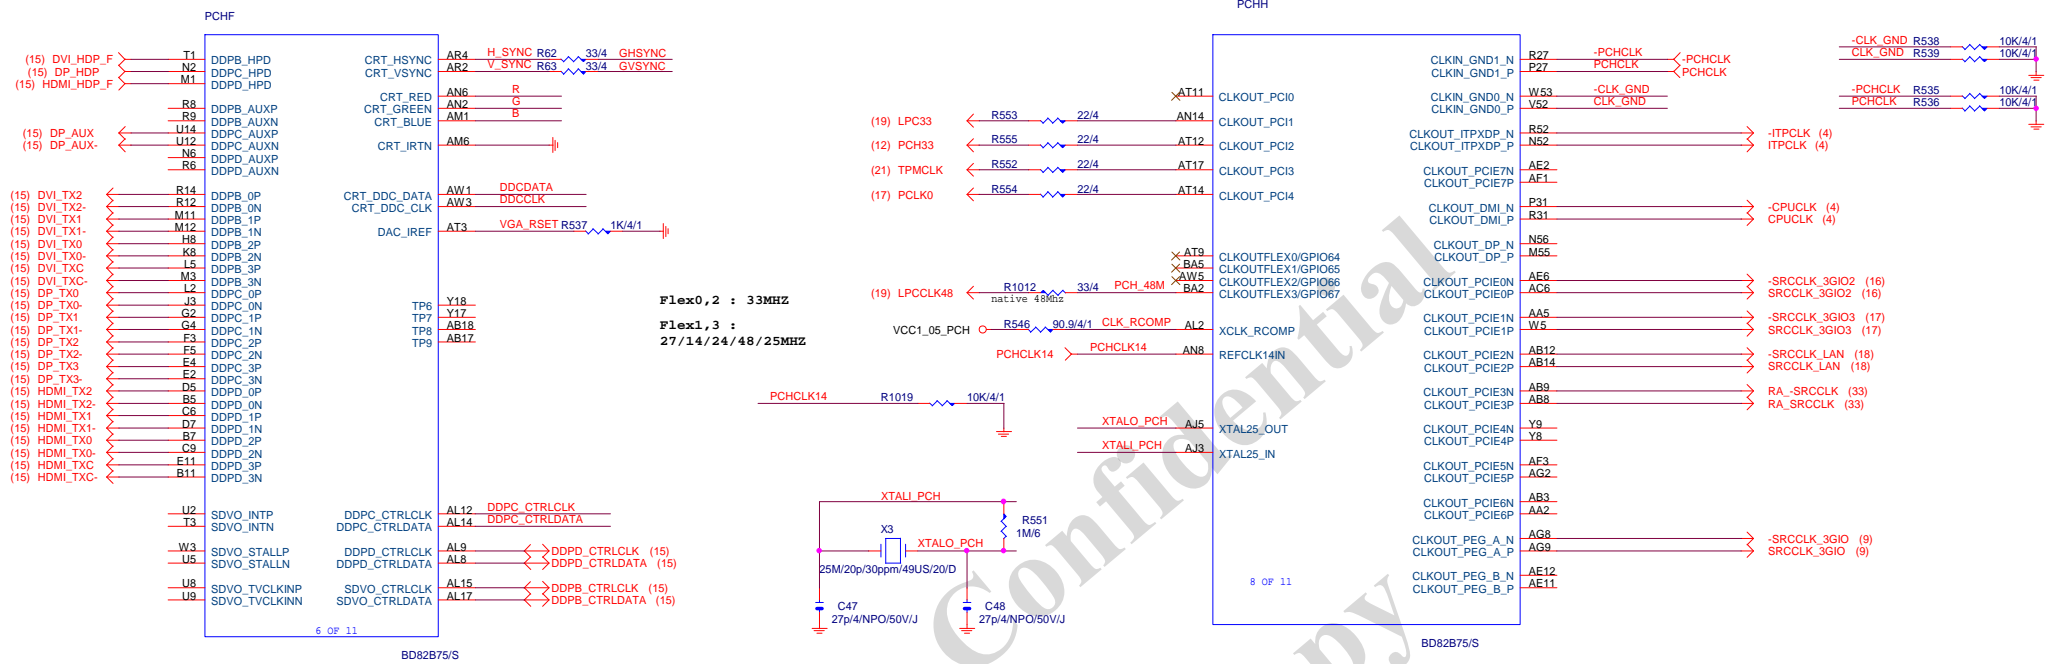 PCHF
(15) DVI_HDP_F T1 DDPB_HPD CRT_HSYNC AR4 H_SYNC R62 33/4 GHSYNC
(15) DP_HDP N2 DDPC_HPD CRT_VSYNC AR2 V_SYNC R63 33/4 GVSYNC
(15) HDMI_HDP_F M1 DDPD_HPD
CRT_RED AN6 R
R8 DDPB_AUXP CRT_GREEN AN2 G
R9 DDPB_AUXN CRT_BLUE AM1 B
(15) DP_AUX U14 DDPC_AUXP
(15) DP_AUX- U12 DDPC_AUXN CRT_IRTN AM6
N6 DDPD_AUXP
R6 DDPD_AUXN
(15) DVI_TX2 R14 DDPB_0P CRT_DDC_DATA AW1 DDCDATA
(15) DVI_TX2- R12 DDPB_0N CRT_DDC_CLK AW3 DDCCLK
(15) DVI_TX1 M11 DDPB_1P
(15) DVI_TX1- M12 DDPB_1N DAC_IREF AT3 VGA_RSET R537 1K/4/1
(15) DVI_TX0 H8 DDPB_2P
(15) DVI_TX0- K8 DDPB_2N
(15) DVI_TXC L5 DDPB_3P
(15) DVI_TXC- M3 DDPB_3N
(15) DP_TX0 L2 DDPC_0P
(15) DP_TX0- J3 DDPC_0N TP6 Y18
(15) DP_TX1 G2 DDPC_1P TP7 Y17
(15) DP_TX1- G4 DDPC_1N TP8 AB18
(15) DP_TX2 F3 DDPC_2P TP9 AB17
(15) DP_TX2- F5 DDPC_2N
(15) DP_TX3 E4 DDPC_3P
(15) DP_TX3- E2 DDPC_3N
(15) HDMI_TX2 D5 DDPD_0P
(15) HDMI_TX2- B5 DDPD_0N
(15) HDMI_TX1 C6 DDPD_1P
(15) HDMI_TX1- D7 DDPD_1N
(15) HDMI_TX0 B7 DDPD_2P
(15) HDMI_TX0- C9 DDPD_2N
(15) HDMI_TXC E11 DDPD_3P
(15) HDMI_TXC- B11 DDPD_3N
U2 SDVO_INTP DDPC_CTRLCLK AL12 DDPC_CTRLCLK
T3 SDVO_INTN DDPC_CTRLDATA AL14 DDPC_CTRLDATA
W3 SDVO_STALLP DDPD_CTRLCLK AL9 DDPD_CTRLCLK (15)
U5 SDVO_STALLN DDPD_CTRLDATA AL8 DDPD_CTRLDATA (15)
U8 SDVO_TVCLKINP SDVO_CTRLCLK AL15 DDPB_CTRLCLK (15)
U9 SDVO_TVCLKINN SDVO_CTRLDATA AL17 DDPB_CTRLDATA (15)
6 OF 11
BD82B75/S
Flex0,2 : 33MHZ
Flex1,3 :
27/14/24/48/25MHZ
PCHH
AT11 CLKOUT_PCI0
(19) LPC33 R553 22/4 AN14 CLKOUT_PCI1
(12) PCH33 R555 22/4 AT12 CLKOUT_PCI2
(21) TPMCLK R552 22/4 AT17 CLKOUT_PCI3
(17) PCLK0 R554 22/4 AT14 CLKOUT_PCI4
AT9 CLKOUTFLEX0/GPIO64
BA5 CLKOUTFLEX1/GPIO65
AW5 CLKOUTFLEX2/GPIO66
(19) LPCCLK48 R1012 33/4 PCH_48M BA2 CLKOUTFLEX3/GPIO67
native 48Mhz
VCC1_05_PCH R546 90.9/4/1 CLK_RCOMP AL2 XCLK_RCOMP
PCHCLK14 PCHCLK14 AN8 REFCLK14IN
PCHCLK14 R1019 10K/4/1
XTALO_PCH AJ5 XTAL25_OUT
XTALI_PCH AJ3 XTAL25_IN
XTALI_PCH
R551
1M/6
X3
XTALO_PCH
25M/20p/30ppm/49US/20/D
C47
27p/4/NPO/50V/J
C48
27p/4/NPO/50V/J
CLKIN_GND1_N R27 -PCHCLK -PCHCLK
CLKIN_GND1_P P27 PCHCLK PCHCLK
CLKIN_GND0_N W53 -CLK_GND
CLKIN_GND0_P V52 CLK_GND
CLKOUT_ITPXDP_N R52 -ITPCLK (4)
CLKOUT_ITPXDP_P N52 ITPCLK (4)
CLKOUT_PCIE7N AE2
CLKOUT_PCIE7P AF1
CLKOUT_DMI_N P31 -CPUCLK (4)
CLKOUT_DMI_P R31 CPUCLK (4)
CLKOUT_DP_N N56
CLKOUT_DP_P M55
CLKOUT_PCIE0N AE6 -SRCCLK_3GIO2 (16)
CLKOUT_PCIE0P AC6 SRCCLK_3GIO2 (16)
CLKOUT_PCIE1N AA5 -SRCCLK_3GIO3 (17)
CLKOUT_PCIE1P W5 SRCCLK_3GIO3 (17)
CLKOUT_PCIE2N AB12 -SRCCLK_LAN (18)
CLKOUT_PCIE2P AB14 SRCCLK_LAN (18)
CLKOUT_PCIE3N AB9 RA_-SRCCLK (33)
CLKOUT_PCIE3P AB8 RA_SRCCLK (33)
CLKOUT_PCIE4N Y9
CLKOUT_PCIE4P Y8
CLKOUT_PCIE5N AF3
CLKOUT_PCIE5P AG2
CLKOUT_PCIE6N AB3
CLKOUT_PCIE6P AA2
CLKOUT_PEG_A_N AG8 -SRCCLK_3GIO (9)
CLKOUT_PEG_A_P AG9 SRCCLK_3GIO (9)
CLKOUT_PEG_B_N AE12
CLKOUT_PEG_B_P AE11
8 OF 11
BD82B75/S
-CLK_GND R538 10K/4/1
CLK_GND R539 10K/4/1
-PCHCLK R535 10K/4/1
PCHCLK R536 10K/4/1
Confidential